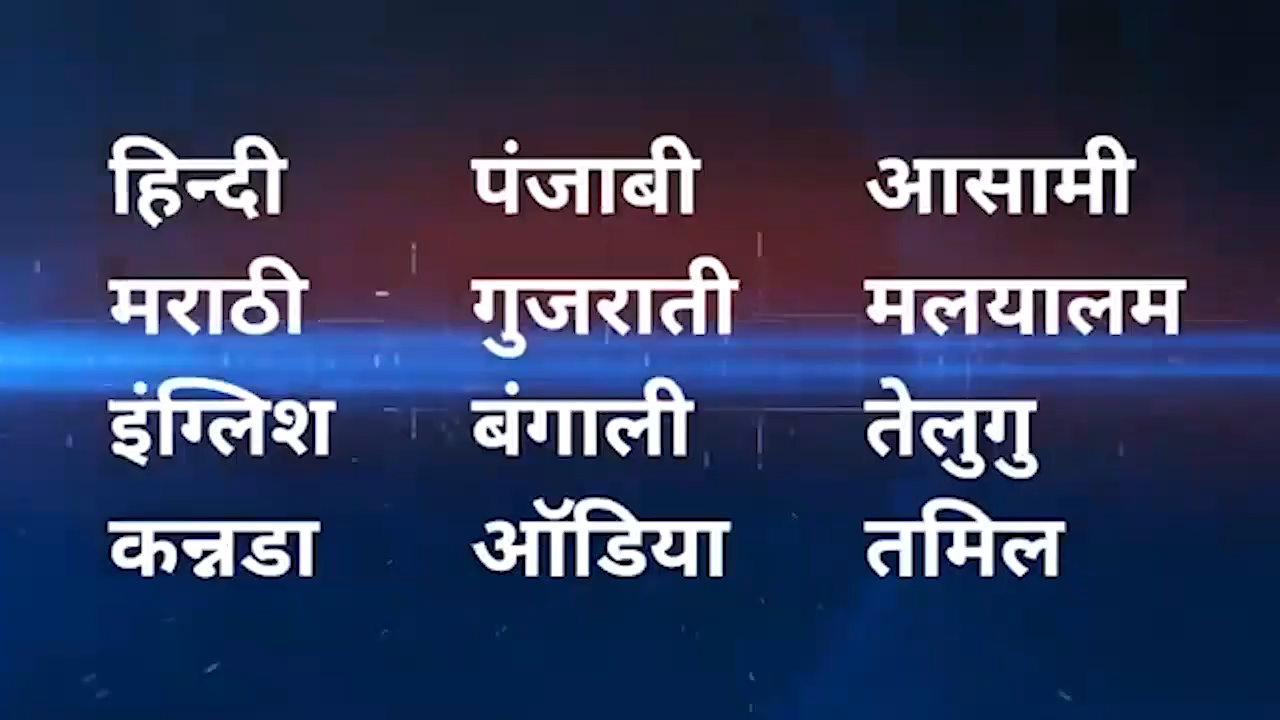 हिन्दी पंजाबी आसामी
मराठी गुजराती मलयालम
इंग्लिश बंगाली तेलुगु
कन्नडा ऑडिया तमिल